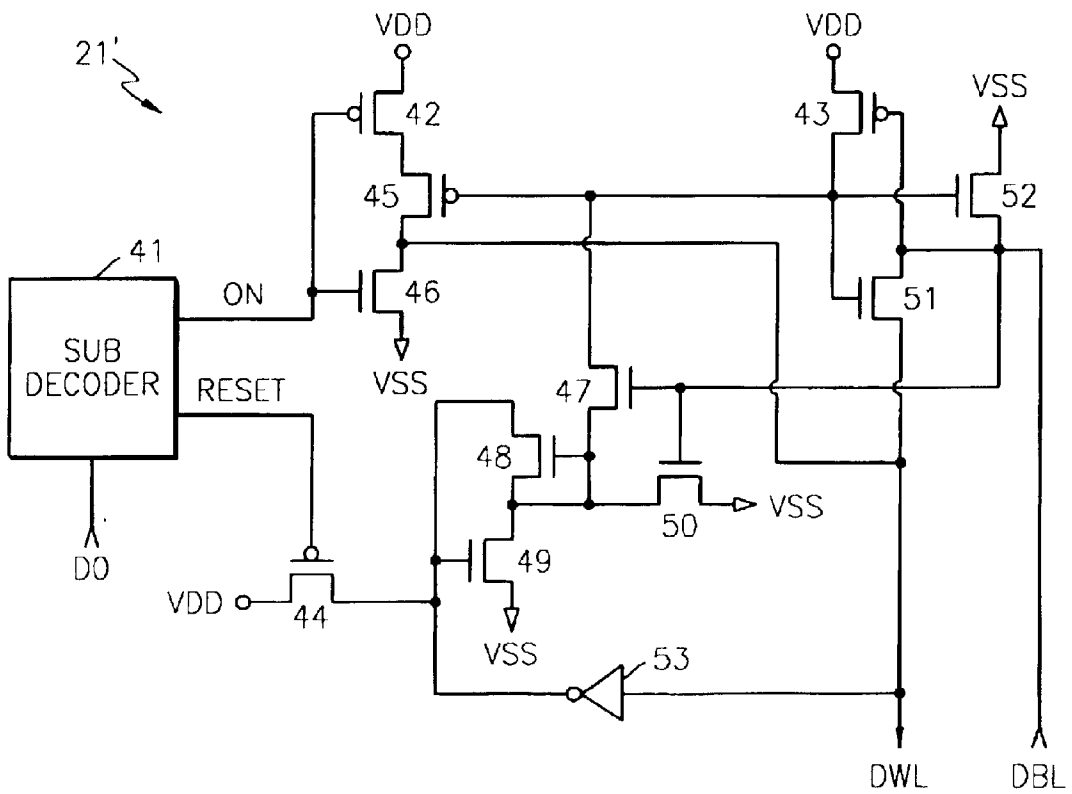 21'
VDD
VDD
VSS
42
43
45
52
41
ON
46
51
SUB
DECODER
VSS
RESET
47
48
VSS
50
49
DO
VDD
44
VSS
53
DWL
DBL